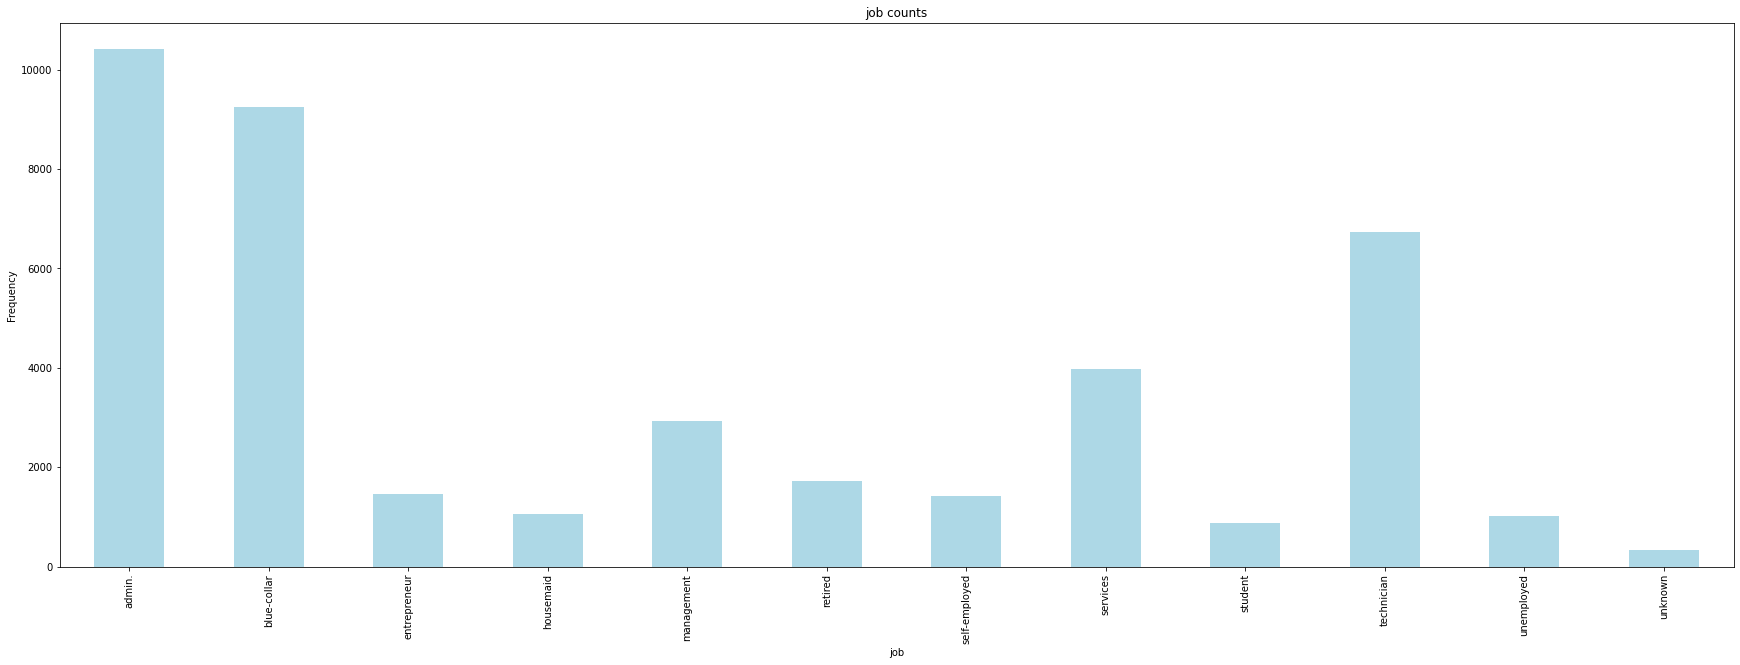 job counts
Frequency
10000
8000
6000
4000
2000
0
admin.
blue-collar
entrepreneur
housemaid
management
retired
self-employed
services
student
technician
unemployed
unknown
job